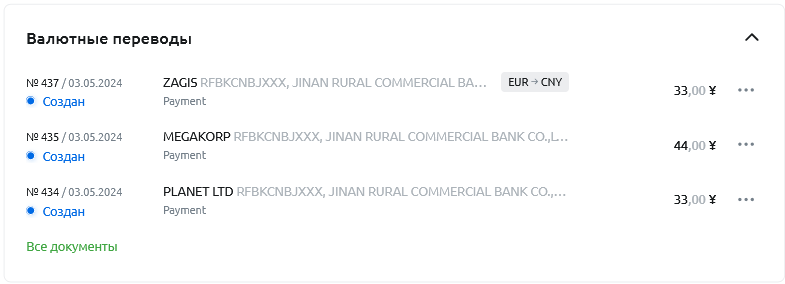 Валютные переводы
№ 437 / 03.05.2024 ZAGIS RFBKCNBJXXX, JINAN RURAL COMMERCIAL BA... EUR → CNY 33,00 ¥
Создан Payment
№ 435 / 03.05.2024 MEGAKORP RFBKCNBJXXX, JINAN RURAL COMMERCIAL BANK CO.,L... 44,00 ¥
Создан Payment
№ 434 / 03.05.2024 PLANET LTD RFBKCNBJXXX, JINAN RURAL COMMERCIAL BANK CO.,... 33,00 ¥
Создан Payment
Все документы